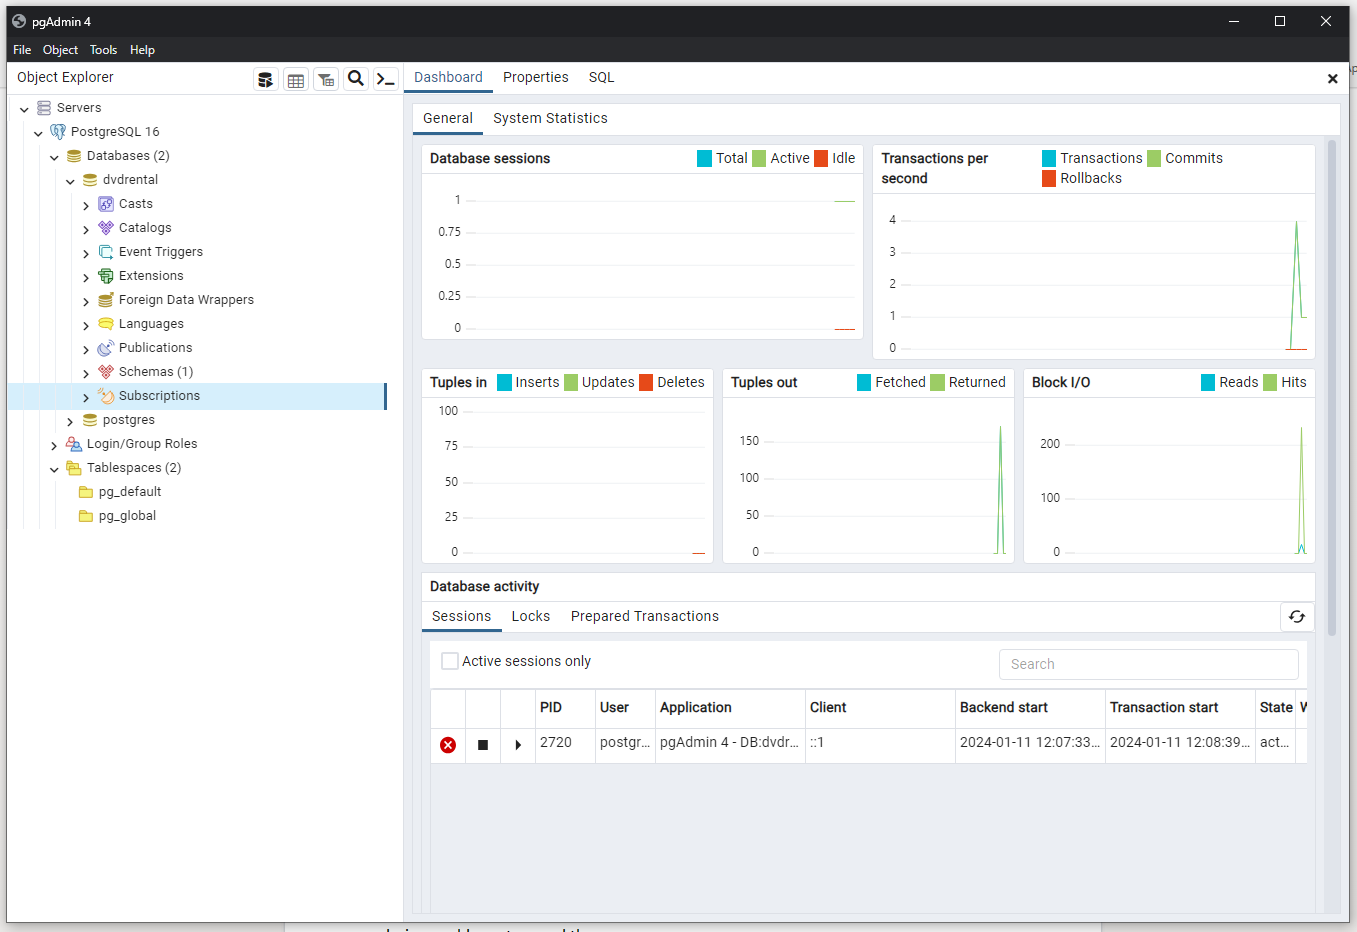 pgAdmin 4
File Object Tools Help
Object Explorer
Dashboard Properties SQL
Servers
PostgreSQL 16
Databases (2)
dvdrental
Casts
Catalogs
Event Triggers
Extensions
Foreign Data Wrappers
Languages
Publications
Schemas (1)
Subscriptions
postgres
Login/Group Roles
Tablespaces (2)
pg_default
pg_global
General System Statistics
Database sessions Total Active Idle
1
0.75
0.5
0.25
0
Transactions per
second
Transactions Commits
Rollbacks
4
3
2
1
0
Tuples in Inserts Updates Deletes
100
75
50
25
0
Tuples out Fetched Returned
150
100
50
0
Block I/O Reads Hits
200
100
0
Database activity
Sessions Locks Prepared Transactions
Active sessions only
Search
PID User Application Client Backend start Transaction start State
2720 postgr... pgAdmin 4 - DB:dvdr... ::1 2024-01-11 12:07:33... 2024-01-11 12:08:39... act...